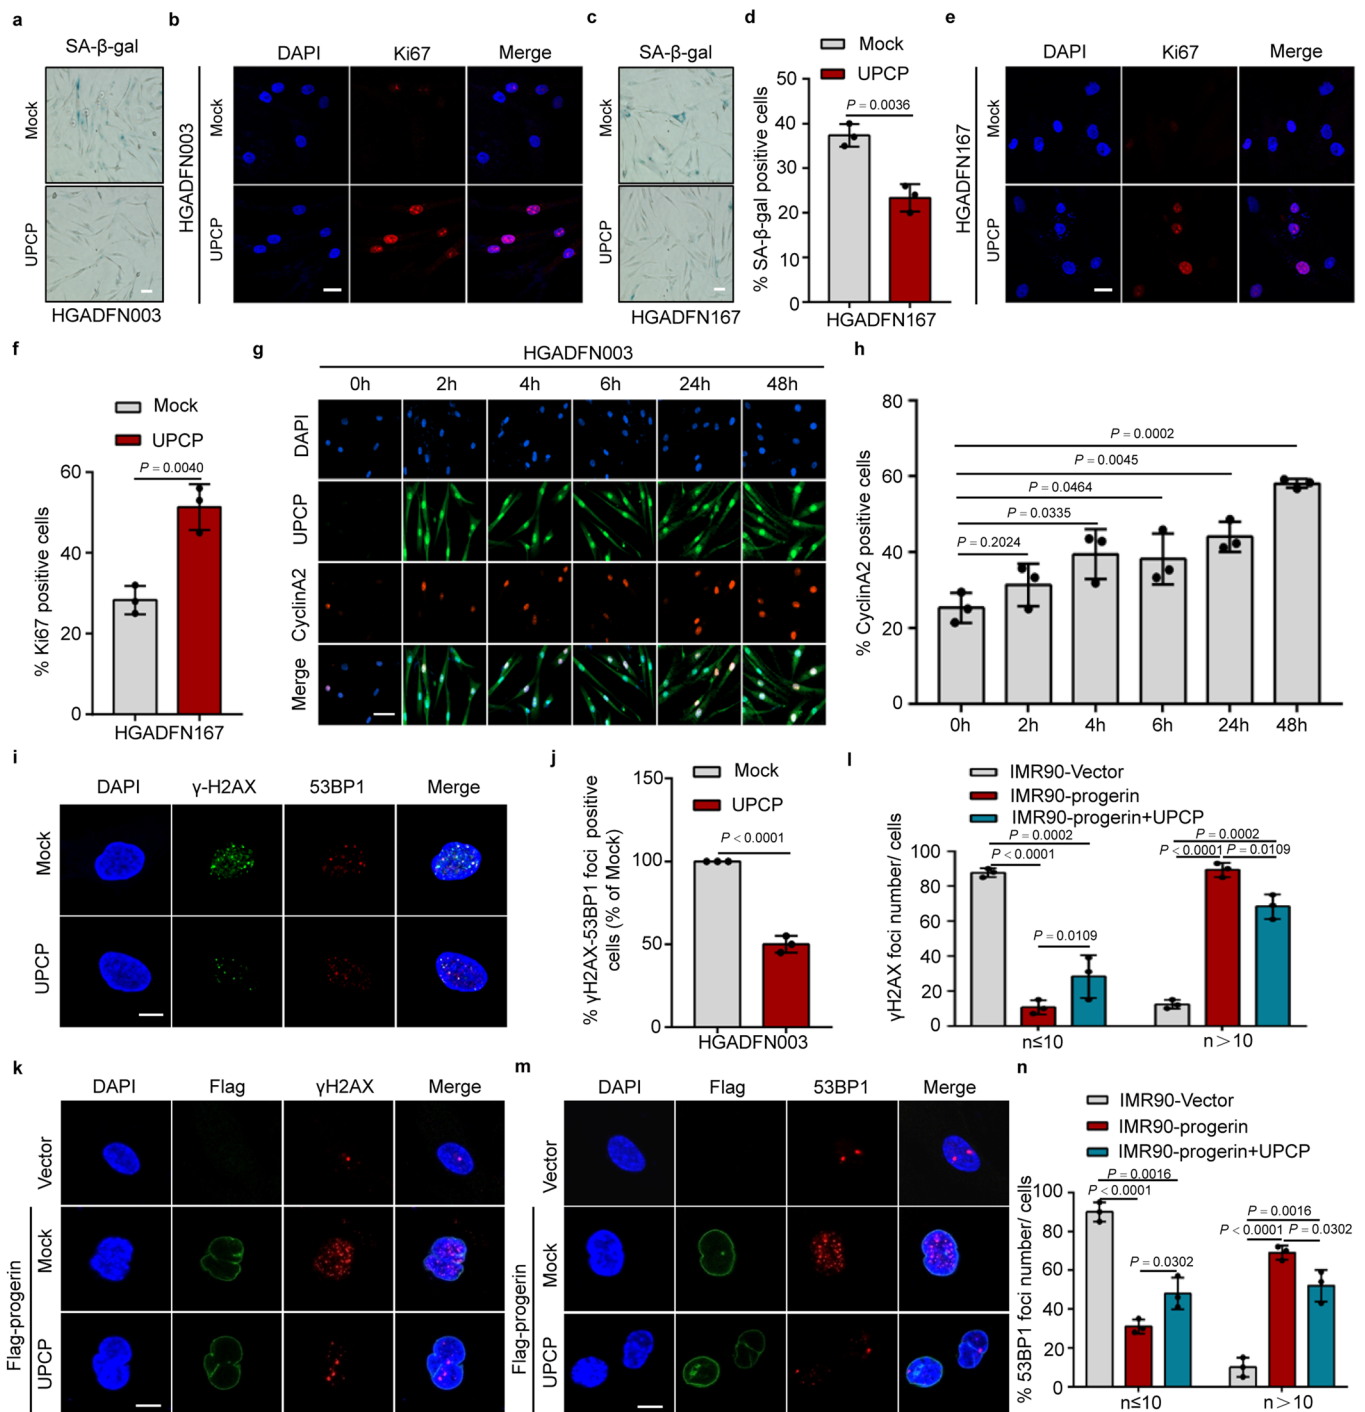 a
SA-β-gal
Mock
UPCP
HGADFN003
b
DAPI Ki67 Merge
HGADFN003
Mock
UPCP
c
SA-β-gal
Mock
UPCP
HGADFN167
d
Mock
UPCP
P = 0.0036
% SA-β-gal positive cells
50
40
30
20
10
0
HGADFN167
e
DAPI Ki67 Merge
HGADFN167
Mock
UPCP
f
Mock
UPCP
P = 0.0040
% Ki67 positive cells
60
40
20
0
HGADFN167
g
HGADFN003
0h 2h 4h 6h 24h 48h
DAPI
UPCP
CyclinA2
Merge
h
% CyclinA2 positive cells
80
60
40
20
0
P = 0.0002
P = 0.0045
P = 0.0464
P = 0.0335
P = 0.2024
0h 2h 4h 6h 24h 48h
i
DAPI γ-H2AX 53BP1 Merge
Mock
UPCP
j
Mock
UPCP
P < 0.0001
% γH2AX-53BP1 foci positive
cells (% of Mock)
150
100
50
0
HGADFN003
l
IMR90-Vector
IMR90-progerin
IMR90-progerin+UPCP
P = 0.0002
P < 0.0001
P = 0.0109
P = 0.0002
P < 0.0001
P = 0.0109
γH2AX foci number/ cells
100
80
60
40
20
0
n≤10 n＞10
k
DAPI Flag γH2AX Merge
Vector
Mock
UPCP
Flag-progerin
m
DAPI Flag 53BP1 Merge
Vector
Mock
UPCP
Flag-progerin
n
IMR90-Vector
IMR90-progerin
IMR90-progerin+UPCP
P = 0.0016
P < 0.0001
P = 0.0302
P = 0.0016
P < 0.0001
P = 0.0302
% 53BP1 foci number/ cells
100
80
60
40
20
0
n≤10 n＞10